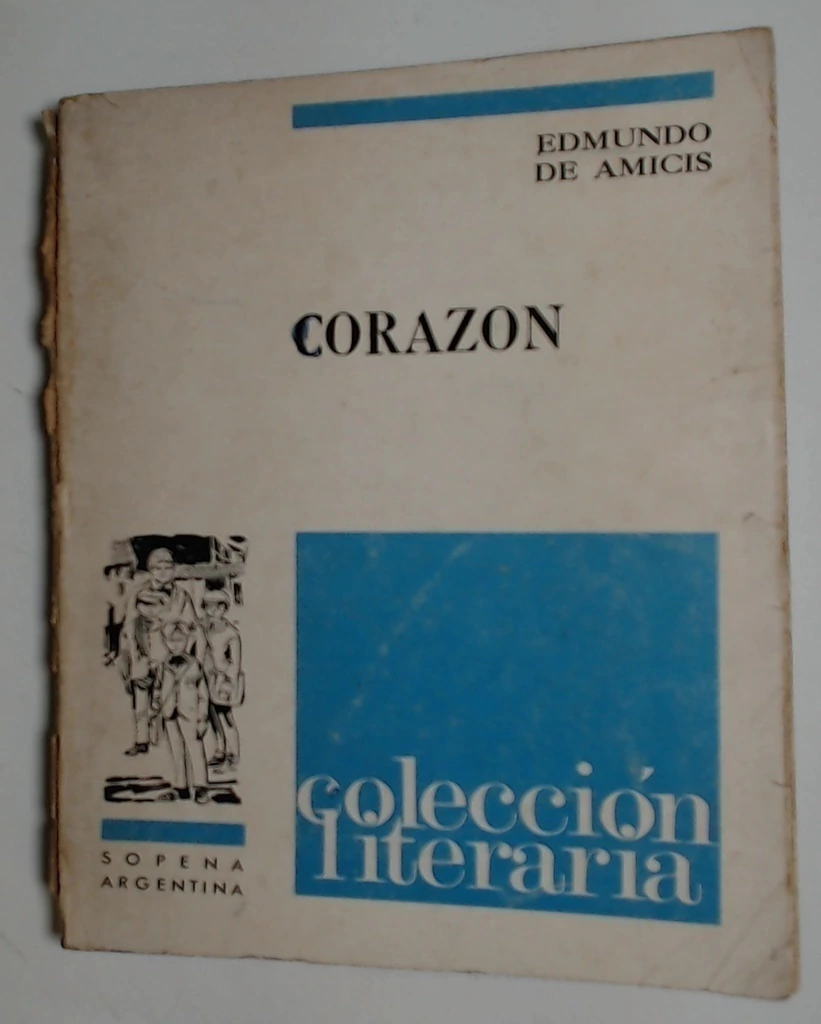 EDMUNDO
DE AMICIS
CORAZON
colección
literaria
SOPENA
ARGENTINA